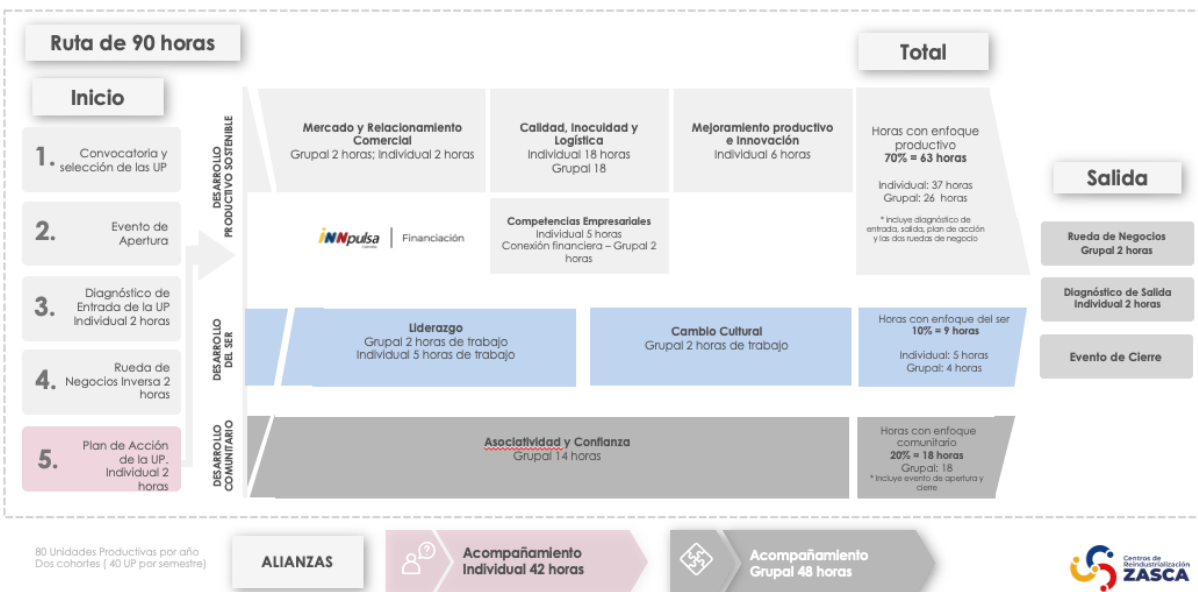 Ruta de 90 horas
Inicio
1. Convocatoria y
selección de las UP
2. Evento de
Apertura
3. Diagnóstico de
Entrada de la UP
Individual 2 horas
4. Rueda de
Negocios Inversa 2
horas
5. Plan de Acción
de la UP.
Individual 2
horas
DESARROLLO
PRODUCTIVO SOSTENIBLE
Mercado y Relacionamiento
Comercial
Grupal 2 horas; Individual 2 horas
Calidad, Inocuidad y
Logística
Individual 18 horas
Grupal 18
Mejoramiento productivo
e Innovación
Individual 6 horas
iNNpulsa
Colombia
Financiación
Competencias Empresariales
Individual 5 horas
Conexión financiera – Grupal 2
horas
DESARROLLO
DEL SER
Liderazgo
Grupal 2 horas de trabajo
Individual 5 horas de trabajo
Cambio Cultural
Grupal 2 horas de trabajo
DESARROLLO
COMUNITARIO
Asociatividad y Confianza
Grupal 14 horas
Total
Horas con enfoque
productivo
70% = 63 horas
Individual: 37 horas
Grupal: 26 horas
* Incluye diagnóstico de
entrada, salida, plan de acción
y las dos ruedas de negocio
Horas con enfoque del ser
10% = 9 horas
Individual: 5 horas
Grupal: 4 horas
Horas con enfoque
comunitario
20% = 18 horas
Grupal: 18
* Incluye evento de apertura y
cierre
Salida
Rueda de Negocios
Grupal 2 horas
Diagnóstico de Salida
Individual 2 horas
Evento de Cierre
80 Unidades Productivas por año
Dos cohortes ( 40 UP por semestre)
ALIANZAS
Acompañamiento
Individual 42 horas
Acompañamiento
Grupal 48 horas
Centros de
Reindustrialización
ZASCA